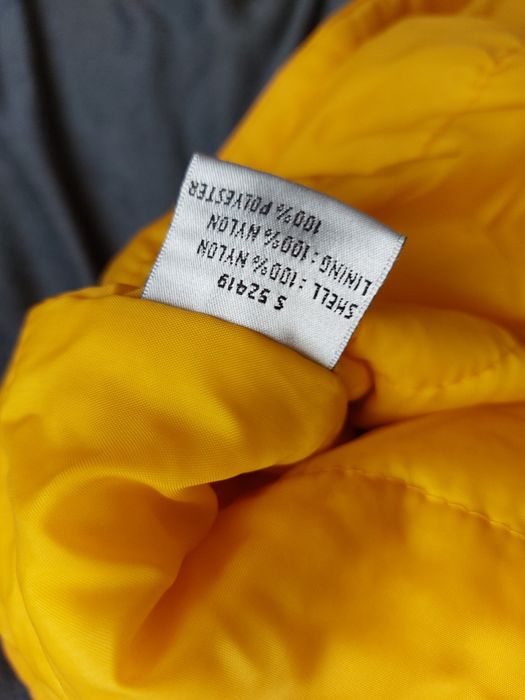 S 52419
SHELL : 100% NYLON
LINING : 100% NYLON
100% POLYESTER